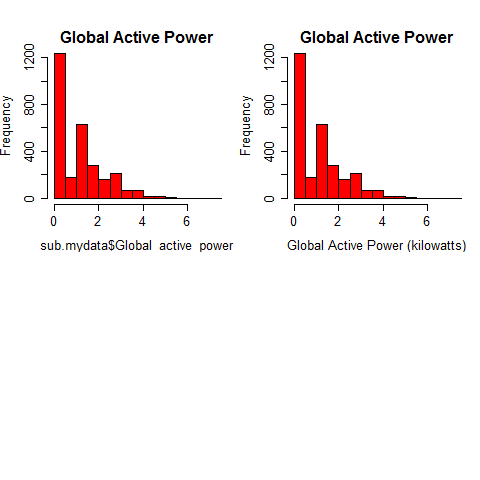 Global Active Power
Frequency
0
400
800
1200
0 2 4 6
sub.mydata$Global_active_power
Global Active Power
Frequency
0
400
800
1200
0 2 4 6
Global Active Power (kilowatts)